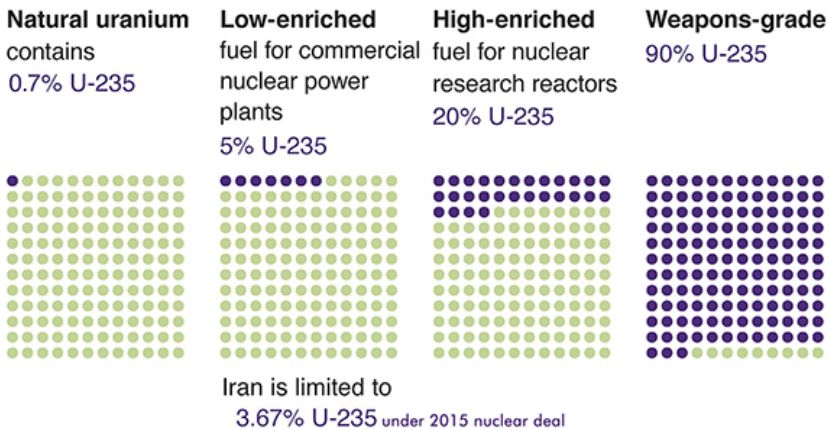 Natural uranium
contains
0.7% U-235
Low-enriched
fuel for commercial
nuclear power
plants
5% U-235
High-enriched
fuel for nuclear
research reactors
20% U-235
Weapons-grade
90% U-235
Iran is limited to
3.67% U-235 under 2015 nuclear deal